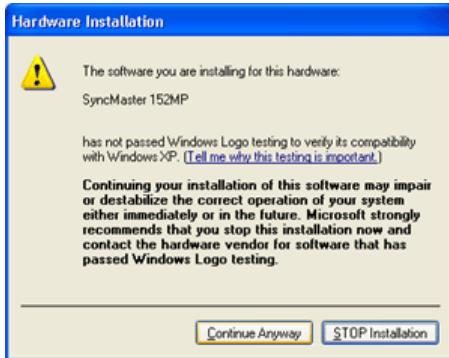 Hardware Installation
The software you are installing for this hardware:
SyncMaster 152MP
has not passed Windows Logo testing to verify its compatibility
with Windows XP. (Tell me why this testing is important.)
Continuing your installation of this software may impair
or destabilize the correct operation of your system
either immediately or in the future. Microsoft strongly
recommends that you stop this installation now and
contact the hardware vendor for software that has
passed Windows Logo testing.
Continue Anyway STOP Installation